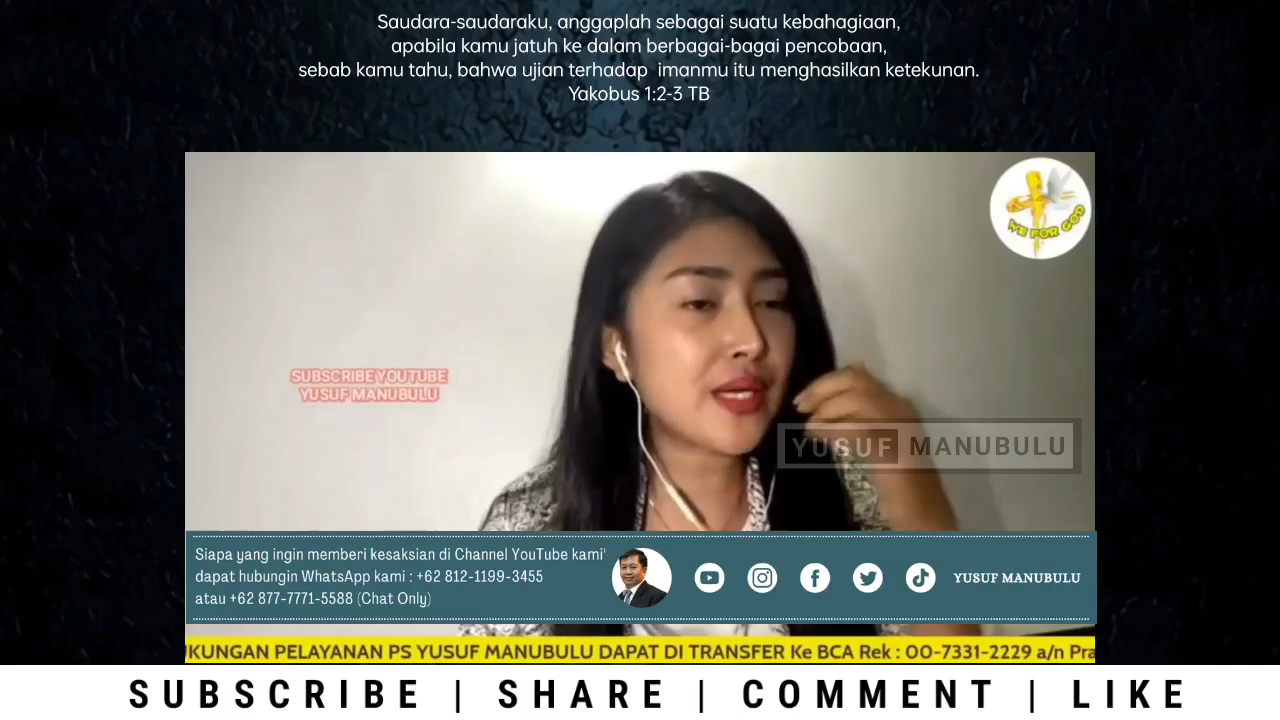 Saudara-saudaraku, anggaplah sebagai suatu kebahagiaan,
apabila kamu jatuh ke dalam berbagai-bagai pencobaan,
sebab kamu tahu, bahwa ujian terhadap imanmu itu menghasilkan ketekunan.
Yakobus 1:2-3 TB
WE FOR GOD
SUBSCRIBE YOUTUBE
YUSUF MANUBULU
YUSUF MANUBULU
Siapa yang ingin memberi kesaksian di Channel YouTube kami'
dapat hubungin WhatsApp kami : +62 812-1199-3455
atau +62 877-7771-5588 (Chat Only)
YUSUF MANUBULU
UKUNGAN PELAYANAN PS YUSUF MANUBULU DAPAT DI TRANSFER Ke BCA Rek : 00-7331-2229 a/n Pra
SUBSCRIBE | SHARE | COMMENT | LIKE